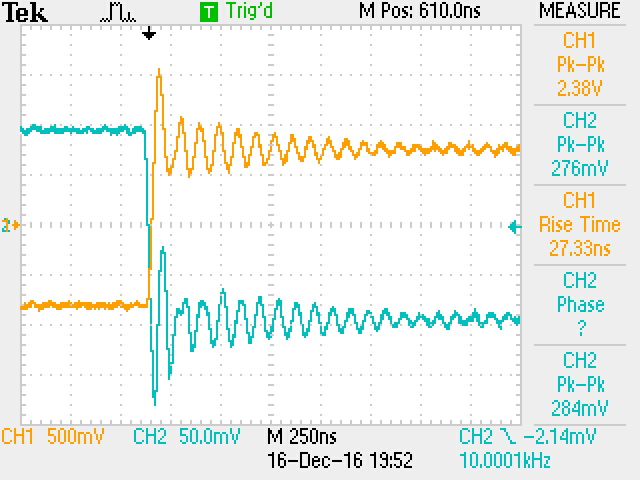 Tek T Trig'd M Pos: 610.0ns MEASURE
CH1
Pk-Pk
2.38V
CH2
Pk-Pk
276mV
CH1
Rise Time
27.33ns
CH2
Phase
?
CH2
Pk-Pk
284mV
2
CH1 500mV CH2 50.0mV M 250ns CH2 -2.14mV
16-Dec-16 19:52 10.0001kHz